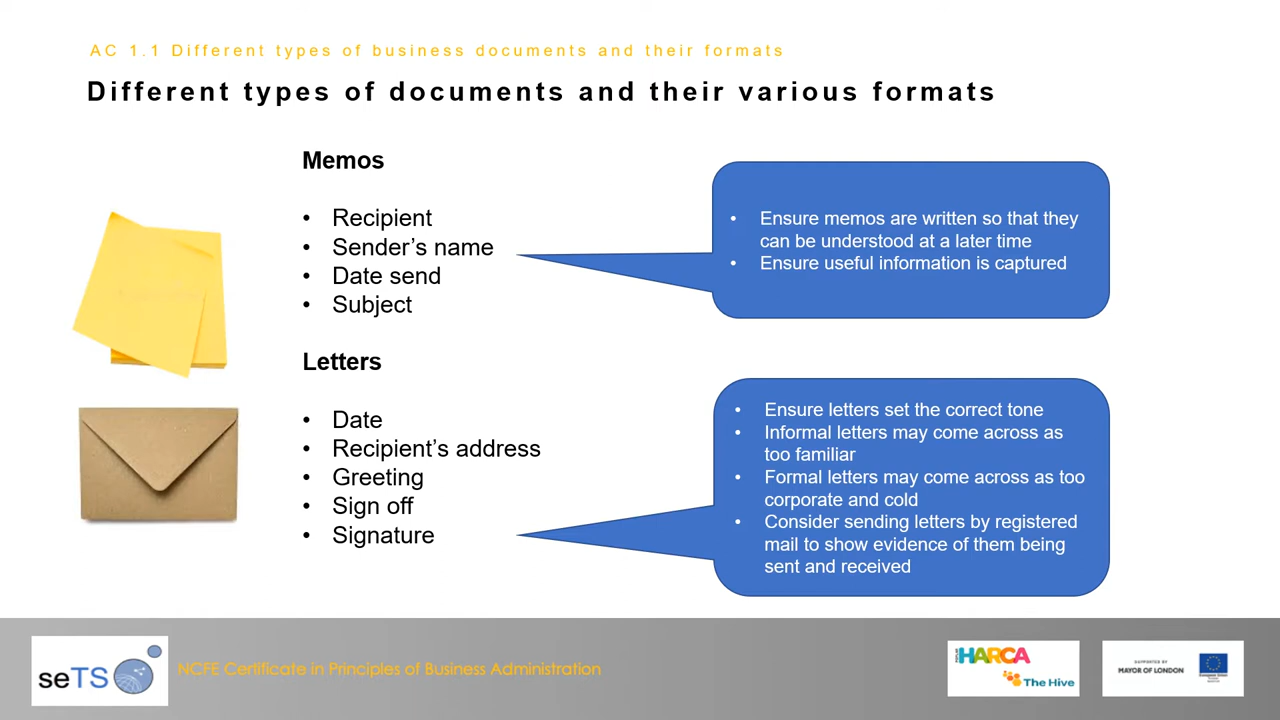 AC 1.1 Different types of business documents and their formats
Different types of documents and their various formats
Memos
• Recipient
• Sender's name
• Date send
• Subject
• Ensure memos are written so that they
can be understood at a later time
• Ensure useful information is captured
Letters
• Date
• Recipient's address
• Greeting
• Sign off
• Signature
• Ensure letters set the correct tone
• Informal letters may come across as
too familiar
• Formal letters may come across as too
corporate and cold
• Consider sending letters by registered
mail to show evidence of them being
sent and received
seTS
NCFE Certificate in Principles of Business Administration
HARCA
The Hive
SUPPORTED BY
MAYOR OF LONDON
European Union